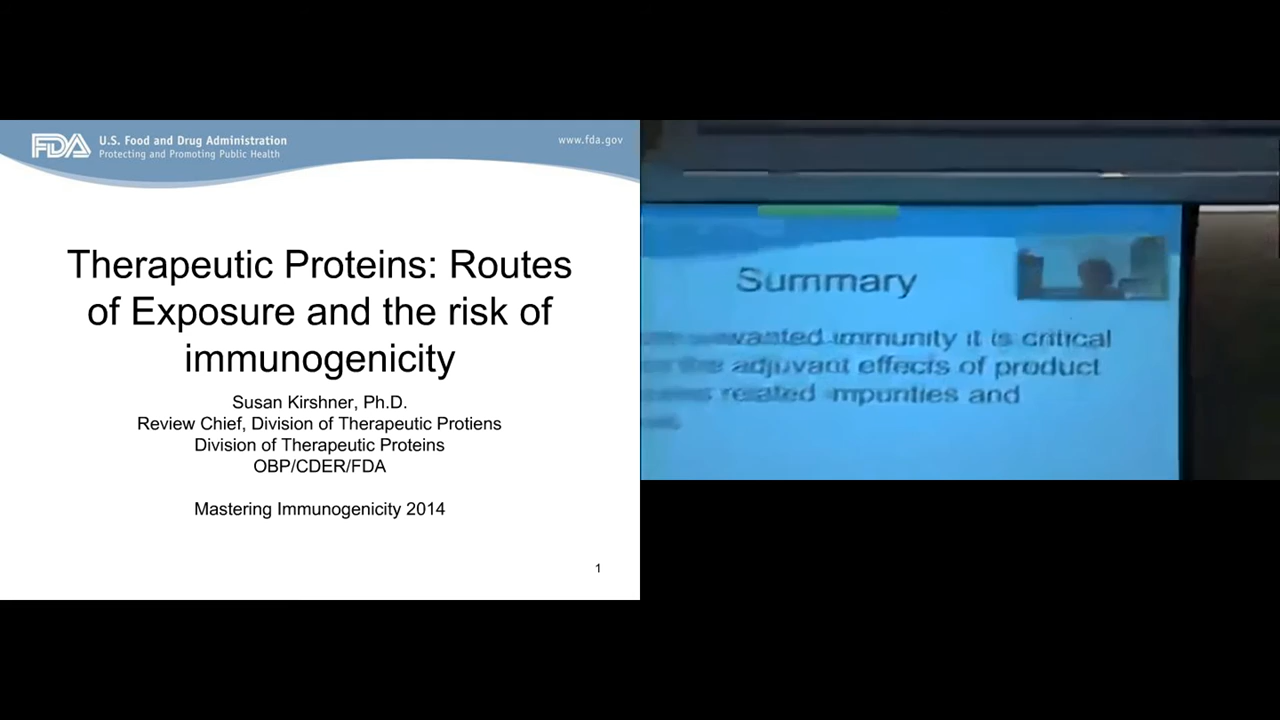 FDA U.S. Food and Drug Administration
Protecting and Promoting Public Health
www.fda.gov
Therapeutic Proteins: Routes
of Exposure and the risk of
immunogenicity
Susan Kirshner, Ph.D.
Review Chief, Division of Therapeutic Protiens
Division of Therapeutic Proteins
OBP/CDER/FDA
Mastering Immunogenicity 2014
1
Summary
immunity it is critical
the adjuvant effects of product
related impurities and